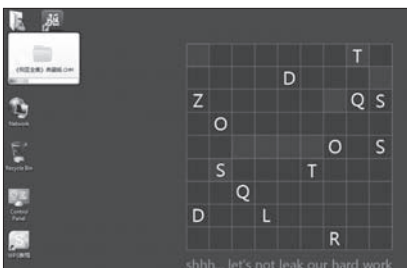 T
D
Z Q S
O
O S
S T
Network
Q
Recycle Bin
D L
Control
Panel
R
shhh... let's not leak our hard work